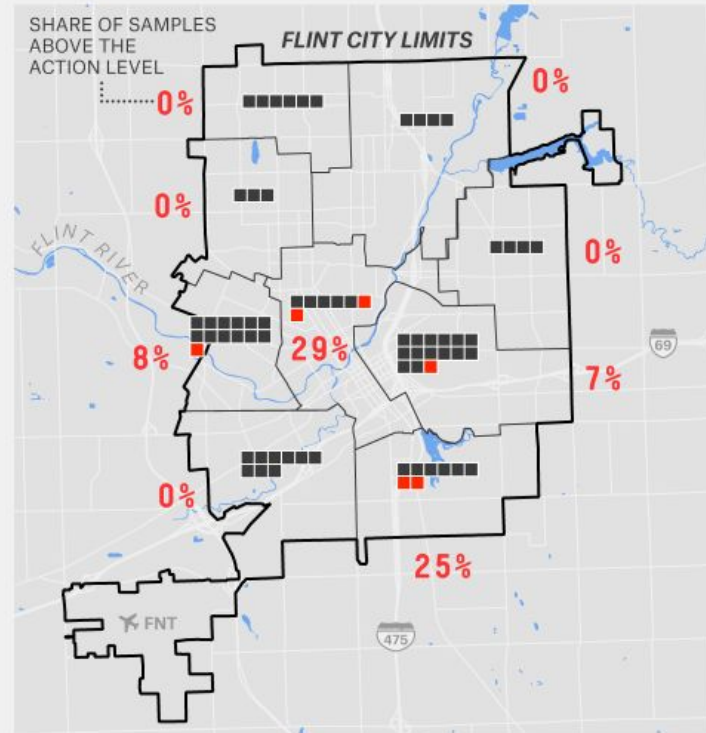 SHARE OF SAMPLES
ABOVE THE
ACTION LEVEL
FLINT CITY LIMITS
0%
0%
0%
0%
FLINT RIVER
29%
8%
69
7%
0%
25%
FNT
475